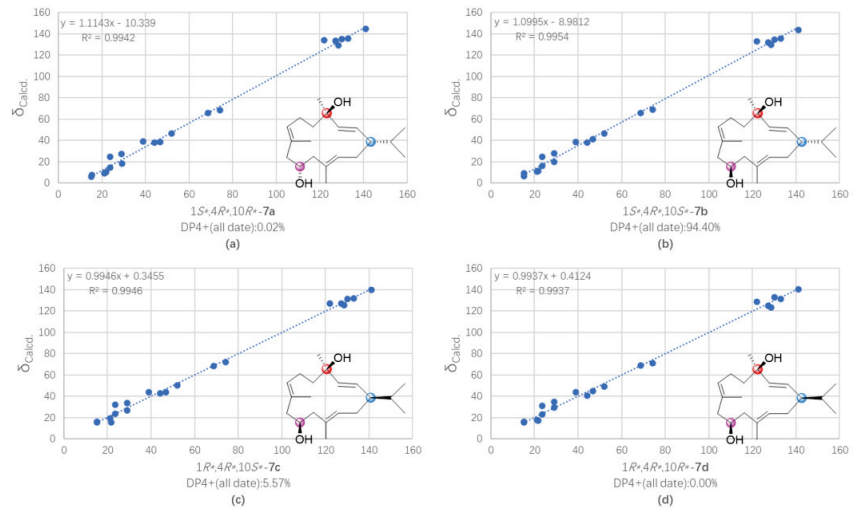 y = 1.1143x - 10.339
R² = 0.9942
δCalcd.
160
140
120
100
80
60
40
20
0
0 20 40 60 80 100 120 140 160
OH
OH
1S*,4R*,10R*-7a
DP4+(all date):0.02%
(a)
y = 1.0995x - 8.9812
R² = 0.9954
δCalcd.
160
140
120
100
80
60
40
20
0
0 20 40 60 80 100 120 140 160
OH
OH
1S*,4R*,10S*-7b
DP4+(all date):94.40%
(b)
y = 0.9946x + 0.3455
R² = 0.9946
δCalcd.
160
140
120
100
80
60
40
20
0
0 20 40 60 80 100 120 140 160
OH
OH
1R*,4R*,10S*-7c
DP4+(all date):5.57%
(c)
y = 0.9937x + 0.4124
R² = 0.9937
δCalcd.
160
140
120
100
80
60
40
20
0
0 20 40 60 80 100 120 140 160
OH
OH
1R*,4R*,10R*-7d
DP4+(all date):0.00%
(d)